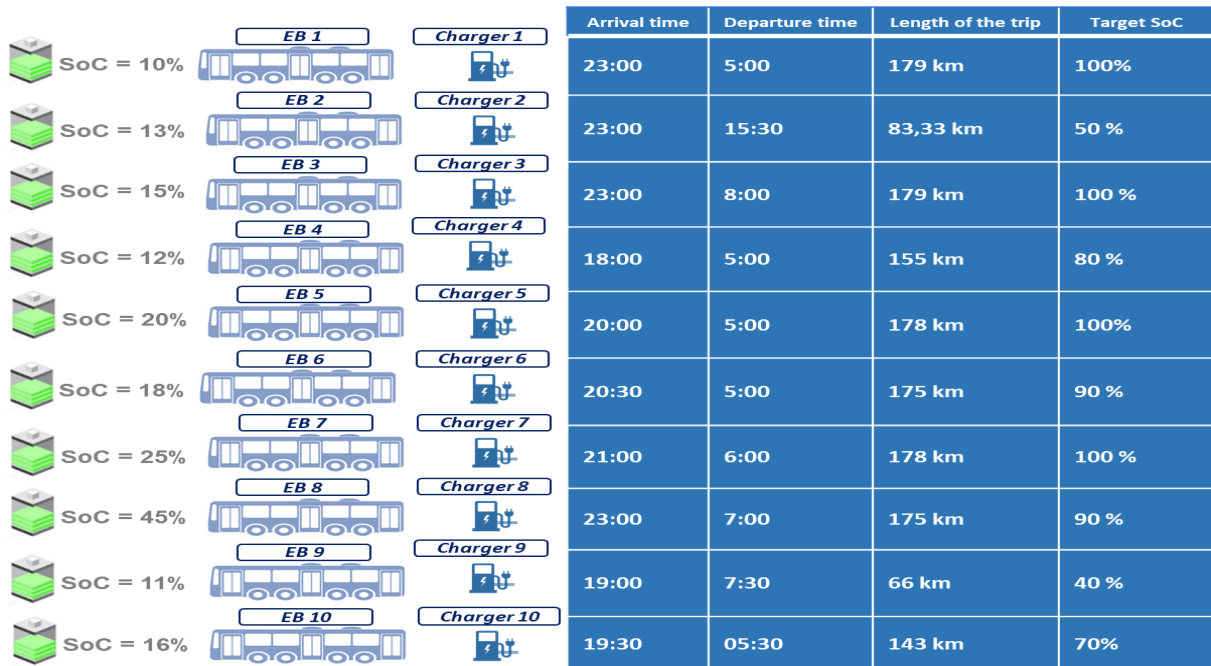 Arrival time Departure time Length of the trip Target SoC
EB 1 Charger 1
SoC = 10% 23:00 5:00 179 km 100%
EB 2 Charger 2
SoC = 13% 23:00 15:30 83,33 km 50 %
EB 3 Charger 3
SoC = 15% 23:00 8:00 179 km 100 %
EB 4 Charger 4
SoC = 12% 18:00 5:00 155 km 80 %
EB 5 Charger 5
SoC = 20% 20:00 5:00 178 km 100%
EB 6 Charger 6
SoC = 18% 20:30 5:00 175 km 90 %
EB 7 Charger 7
SoC = 25% 21:00 6:00 178 km 100 %
EB 8 Charger 8
SoC = 45% 23:00 7:00 175 km 90 %
EB 9 Charger 9
SoC = 11% 19:00 7:30 66 km 40 %
EB 10 Charger 10
SoC = 16% 19:30 05:30 143 km 70%